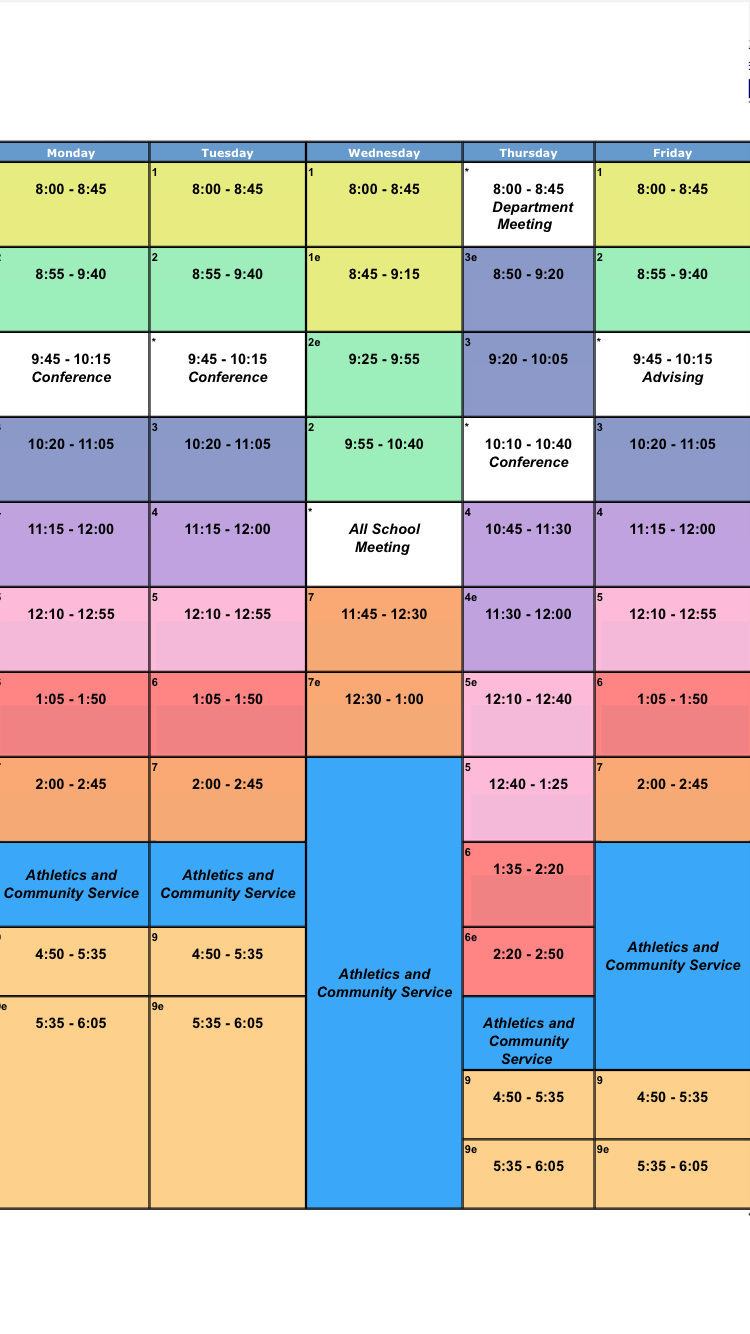 Monday Tuesday Wednesday Thursday Friday
8:00 - 8:45
1 8:00 - 8:45
1 8:00 - 8:45
* 8:00 - 8:45
Department
Meeting
1 8:00 - 8:45
8:55 - 9:40
2 8:55 - 9:40
1e 8:45 - 9:15
3e 8:50 - 9:20
2 8:55 - 9:40
9:45 - 10:15
Conference
* 9:45 - 10:15
Conference
2e 9:25 - 9:55
3 9:20 - 10:05
* 9:45 - 10:15
Advising
10:20 - 11:05
3 10:20 - 11:05
2 9:55 - 10:40
* 10:10 - 10:40
Conference
3 10:20 - 11:05
11:15 - 12:00
4 11:15 - 12:00
* All School
Meeting
4 10:45 - 11:30
4 11:15 - 12:00
12:10 - 12:55
5 12:10 - 12:55
7 11:45 - 12:30
4e 11:30 - 12:00
5 12:10 - 12:55
1:05 - 1:50
6 1:05 - 1:50
7e 12:30 - 1:00
5e 12:10 - 12:40
6 1:05 - 1:50
2:00 - 2:45
7 2:00 - 2:45
5 12:40 - 1:25
7 2:00 - 2:45
Athletics and
Community Service
Athletics and
Community Service
6 1:35 - 2:20
4:50 - 5:35
9 4:50 - 5:35
Athletics and
Community Service
6e 2:20 - 2:50
Athletics and
Community Service
e 5:35 - 6:05
9e 5:35 - 6:05
Athletics and
Community
Service
9 4:50 - 5:35
9 4:50 - 5:35
9e 5:35 - 6:05
9e 5:35 - 6:05